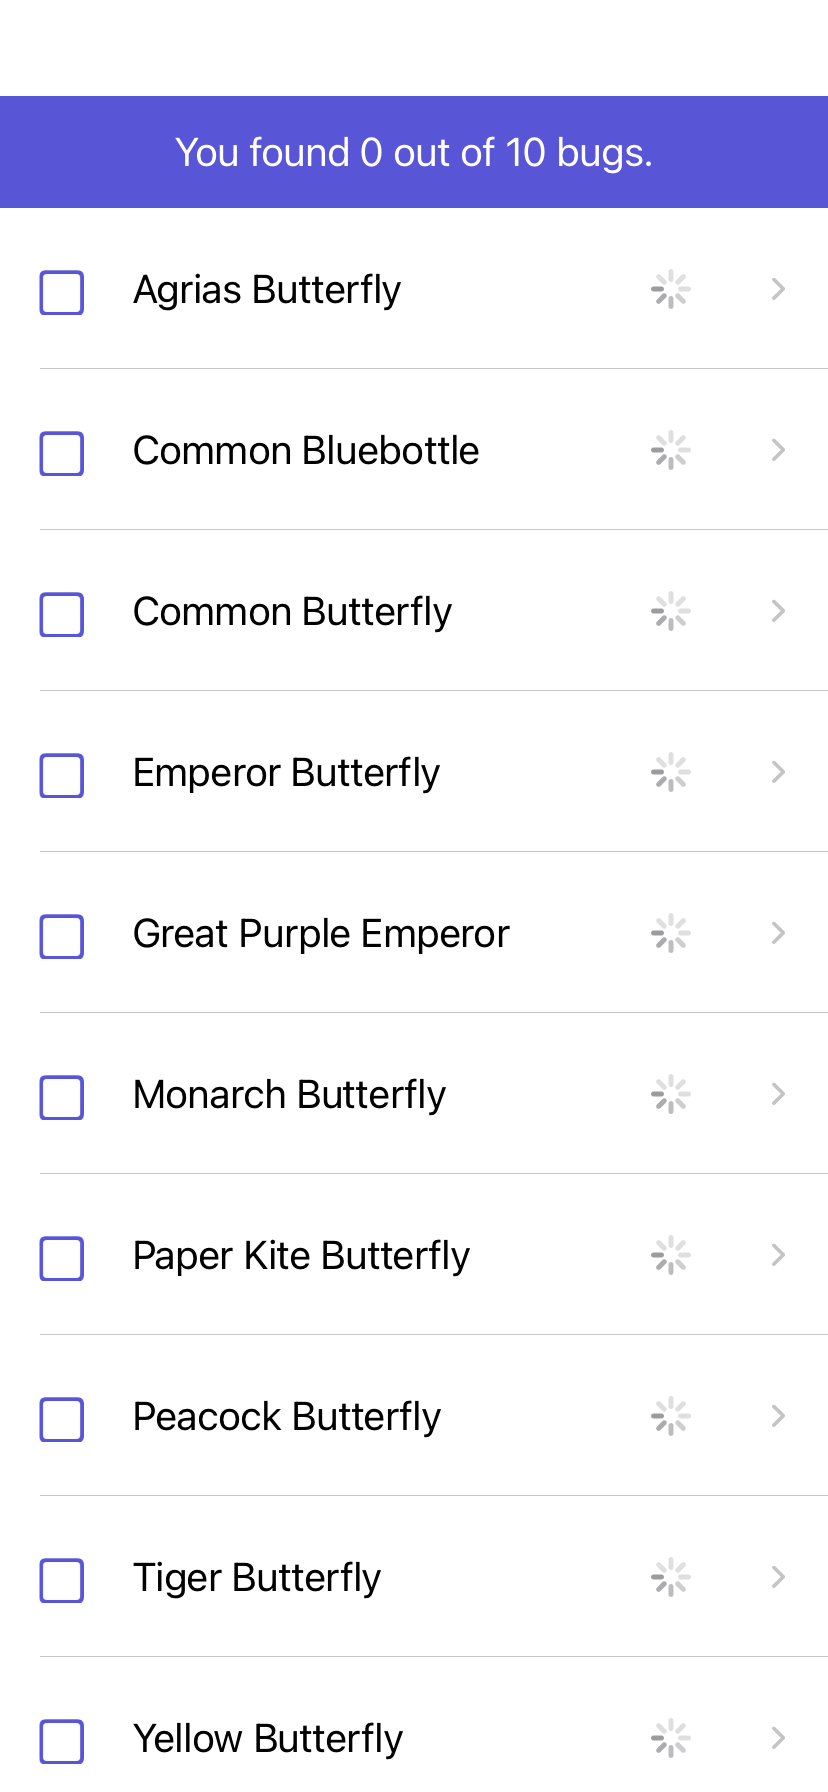 You found 0 out of 10 bugs.
Agrias Butterfly
Common Bluebottle
Common Butterfly
Emperor Butterfly
Great Purple Emperor
Monarch Butterfly
Paper Kite Butterfly
Peacock Butterfly
Tiger Butterfly
Yellow Butterfly